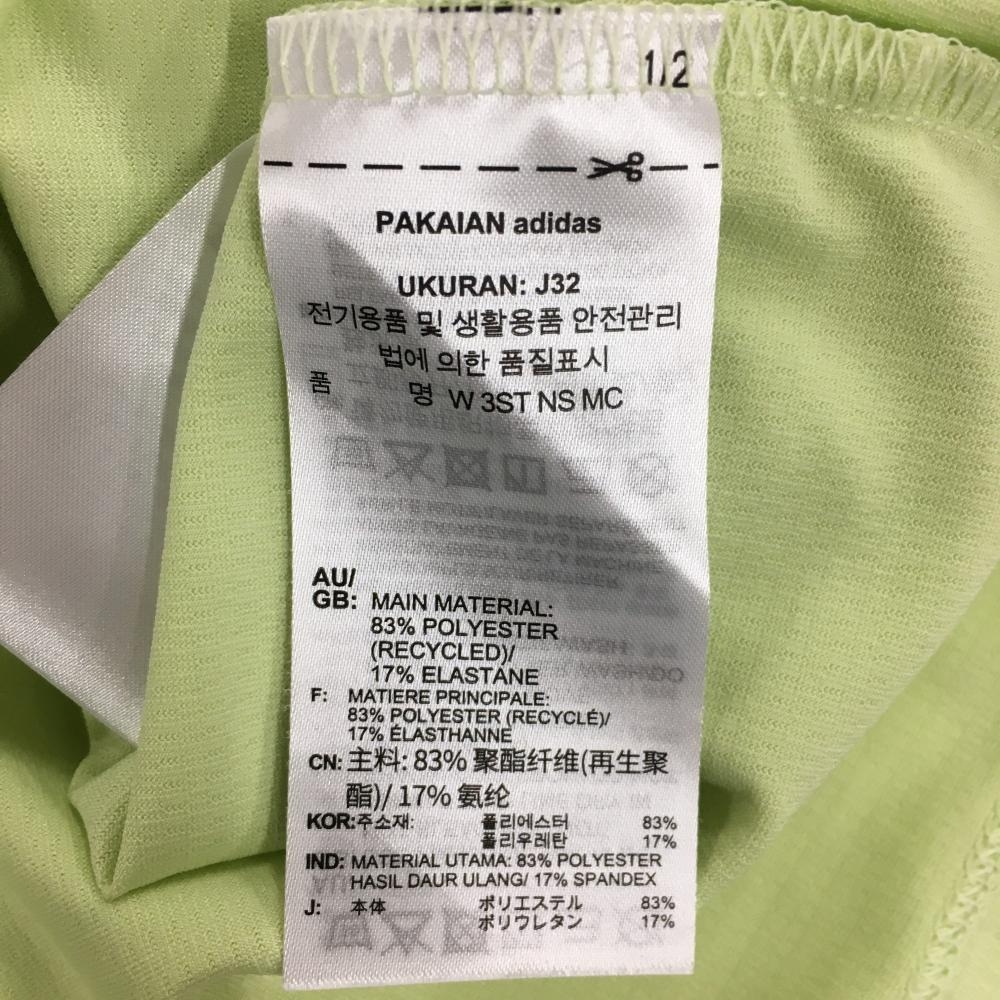 1/2
PAKAIAN adidas
UKURAN: J32
전기용품 및 생활용품 안전관리
법에 의한 품질표시
품 명 W 3ST NS MC
AU/
GB: MAIN MATERIAL:
83% POLYESTER
(RECYCLED)/
17% ELASTANE
F: MATIERE PRINCIPALE:
83% POLYESTER (RECYCLÉ)/
17% ÉLASTHANNE
CN: 主料: 83% 聚酯纤维(再生聚
酯)/ 17% 氨纶
KOR:주소재: 폴리에스터 83%
폴리우레탄 17%
IND: MATERIAL UTAMA: 83% POLYESTER
HASIL DAUR ULANG/ 17% SPANDEX
J: 本体 ポリエステル 83%
ポリウレタン 17%